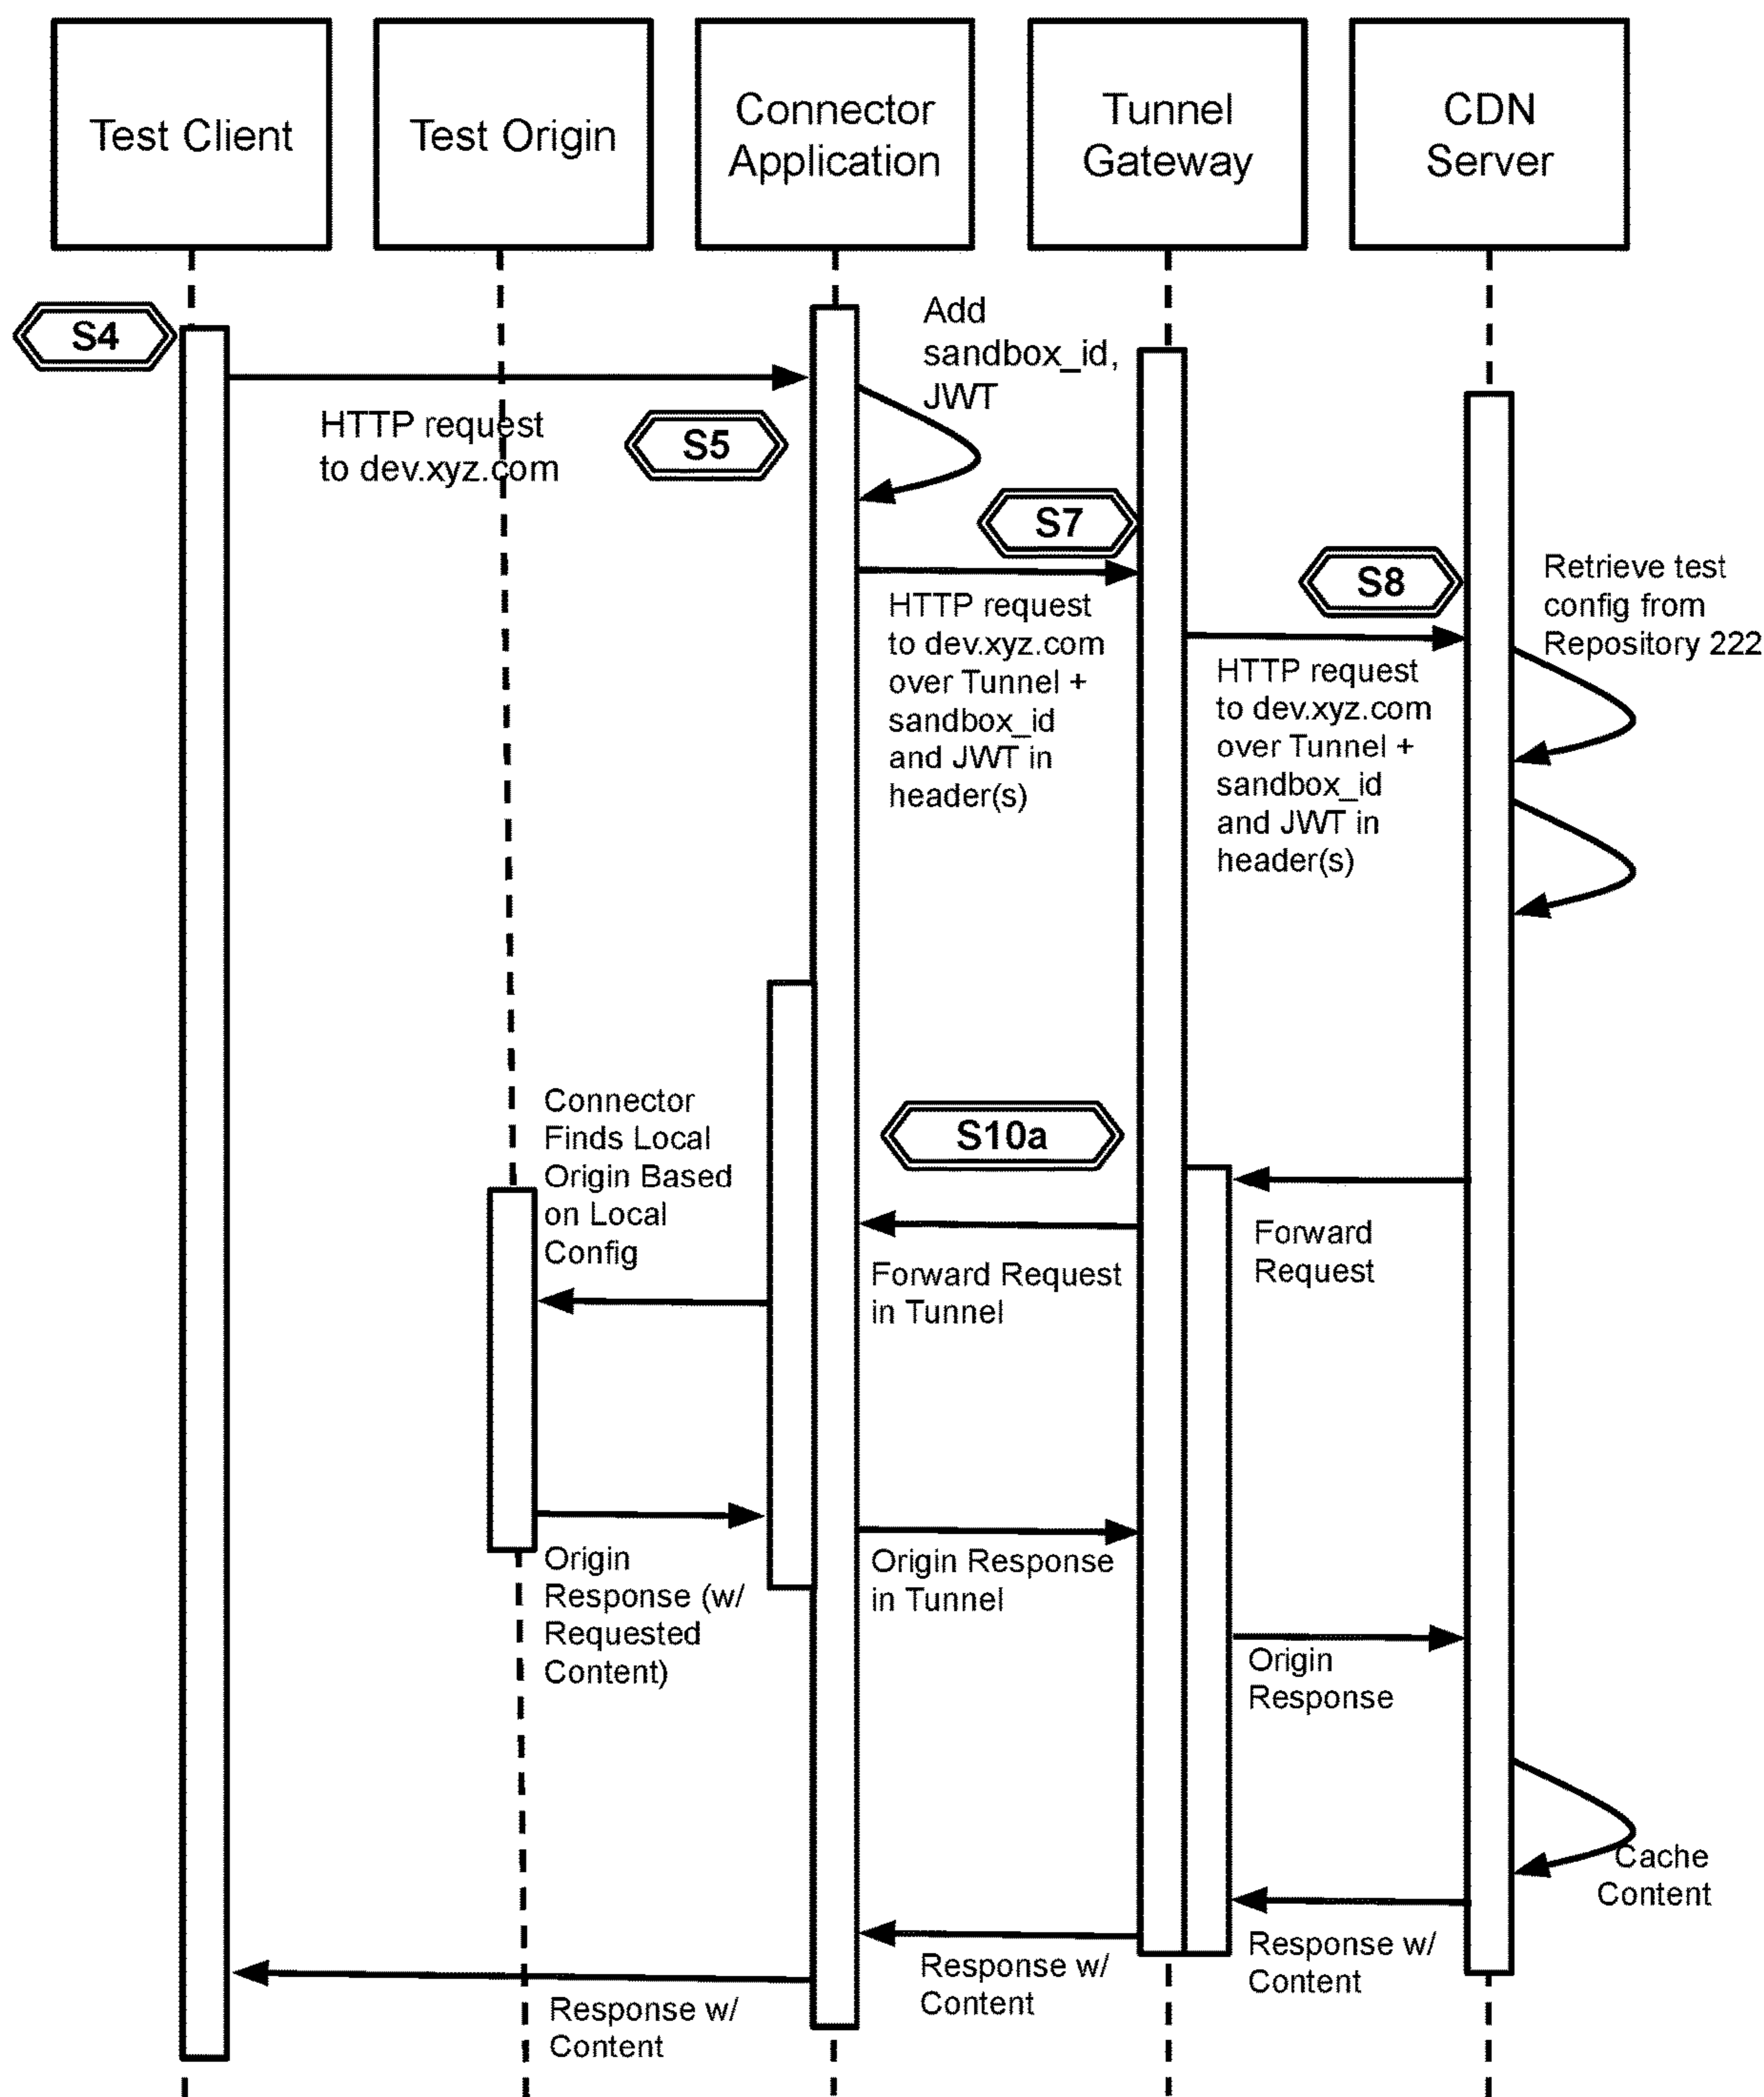 Test Client
Test Origin
Connector
Application
Tunnel
Gateway
CDN
Server
S4
Add
sandbox_id,
JWT
HTTP request
to dev.xyz.com
S5
S7
HTTP request
to dev.xyz.com
over Tunnel +
sandbox_id
and JWT in
header(s)
S8
Retrieve test
config from
Repository 222
HTTP request
to dev.xyz.com
over Tunnel +
sandbox_id
and JWT in
header(s)
Connector
Finds Local
Origin Based
on Local
Config
S10a
Forward
Request
Forward Request
in Tunnel
Origin
Response (w/
Requested
Content)
Origin Response
in Tunnel
Origin
Response
Cache
Content
Response w/
Content
Response w/
Content
Response w/
Content